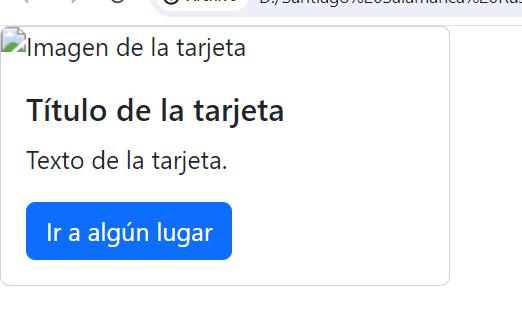 Imagen de la tarjeta
Título de la tarjeta
Texto de la tarjeta.
Ir a algún lugar